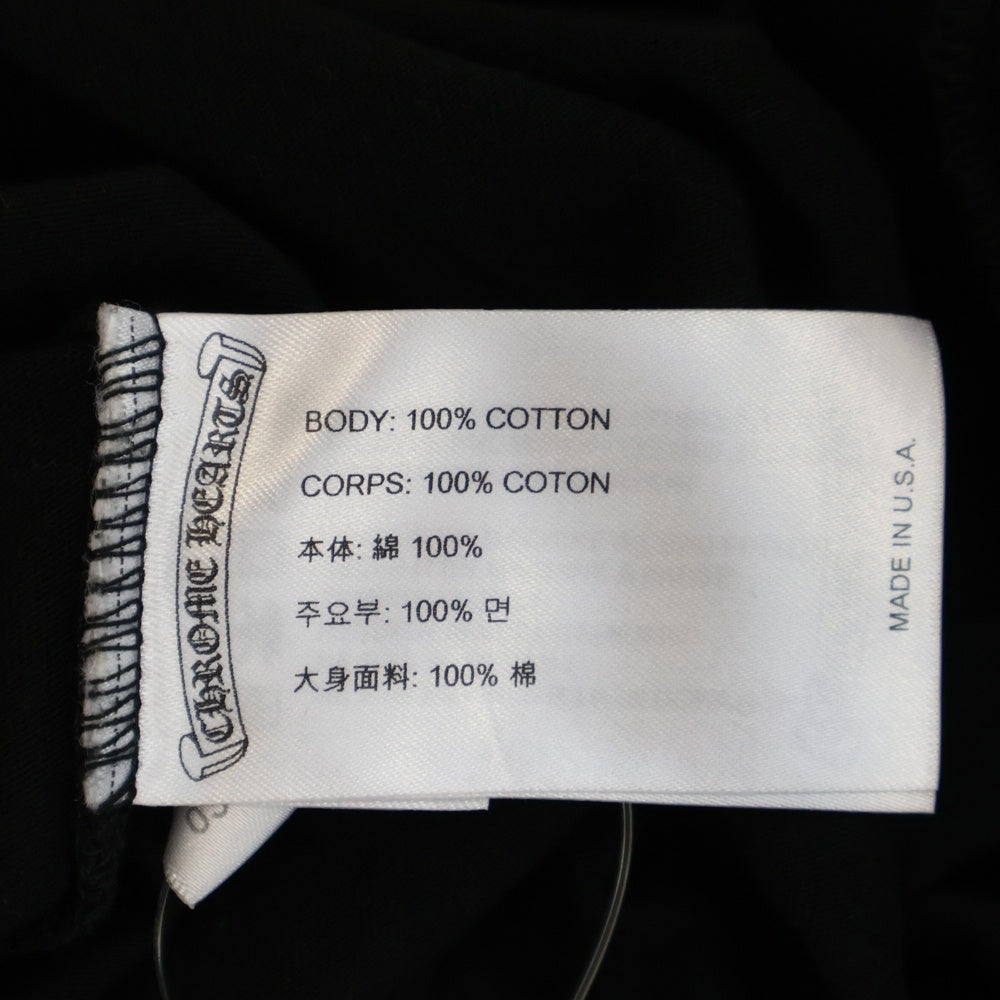 CHROME HEARTS
BODY: 100% COTTON
CORPS: 100% COTON
本体: 綿 100%
주요부: 100% 면
大身面料: 100% 棉
MADE IN U.S.A.